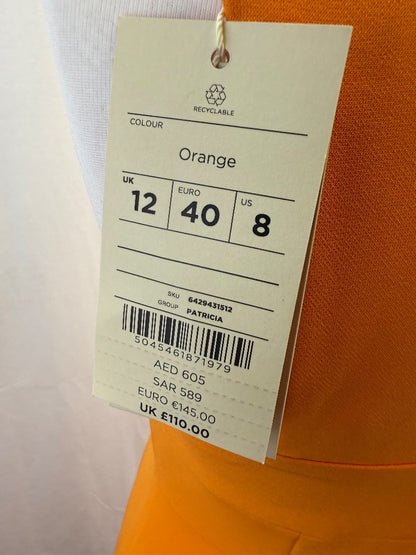 RECYCLABLE
COLOUR
Orange
UK EURO US
12 40 8
SKU 6429431512
GROUP PATRICIA
5045461871979
AED 605
SAR 589
EURO €145.00
UK £110.00